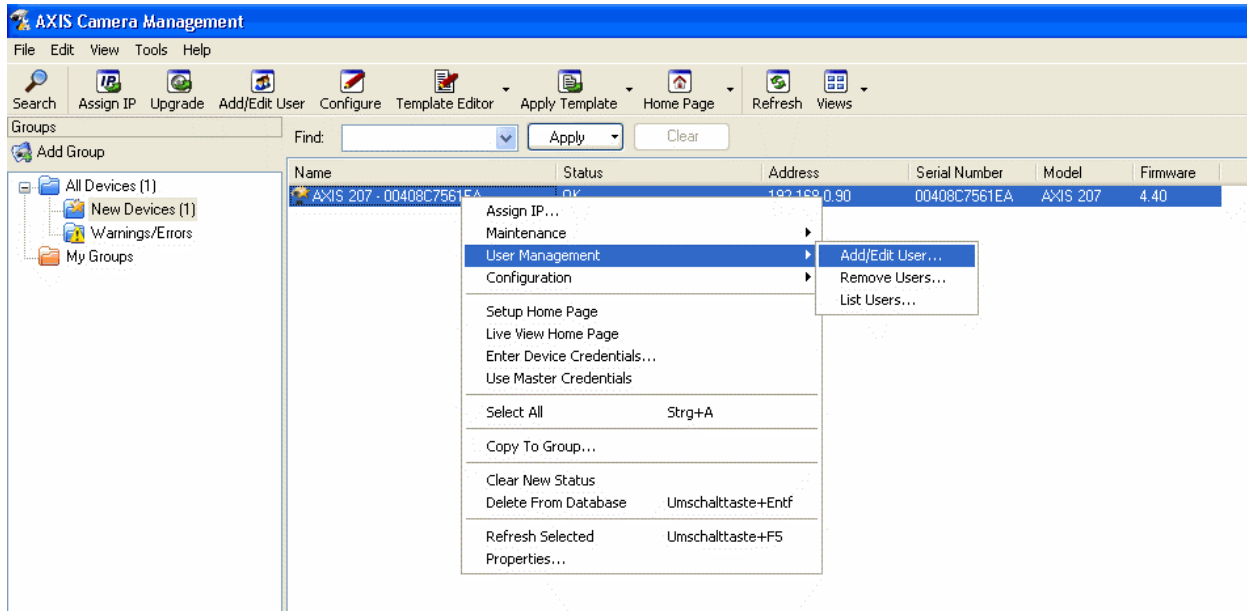 AXIS Camera Management
File Edit View Tools Help
Search Assign IP Upgrade Add/Edit User Configure Template Editor Apply Template Home Page Refresh Views
Groups
Add Group
Find: Apply Clear
All Devices (1)
New Devices (1)
Warnings/Errors
My Groups
Name Status Address Serial Number Model Firmware
AXIS 207 - 00408C7561EA OK 192.168.0.90 00408C7561EA AXIS 207 4.40
Assign IP...
Maintenance
User Management
Configuration
Setup Home Page
Live View Home Page
Enter Device Credentials...
Use Master Credentials
Select All Strg+A
Copy To Group...
Clear New Status
Delete From Database Umschalttaste+Entf
Refresh Selected Umschalttaste+F5
Properties...
Add/Edit User...
Remove Users...
List Users...